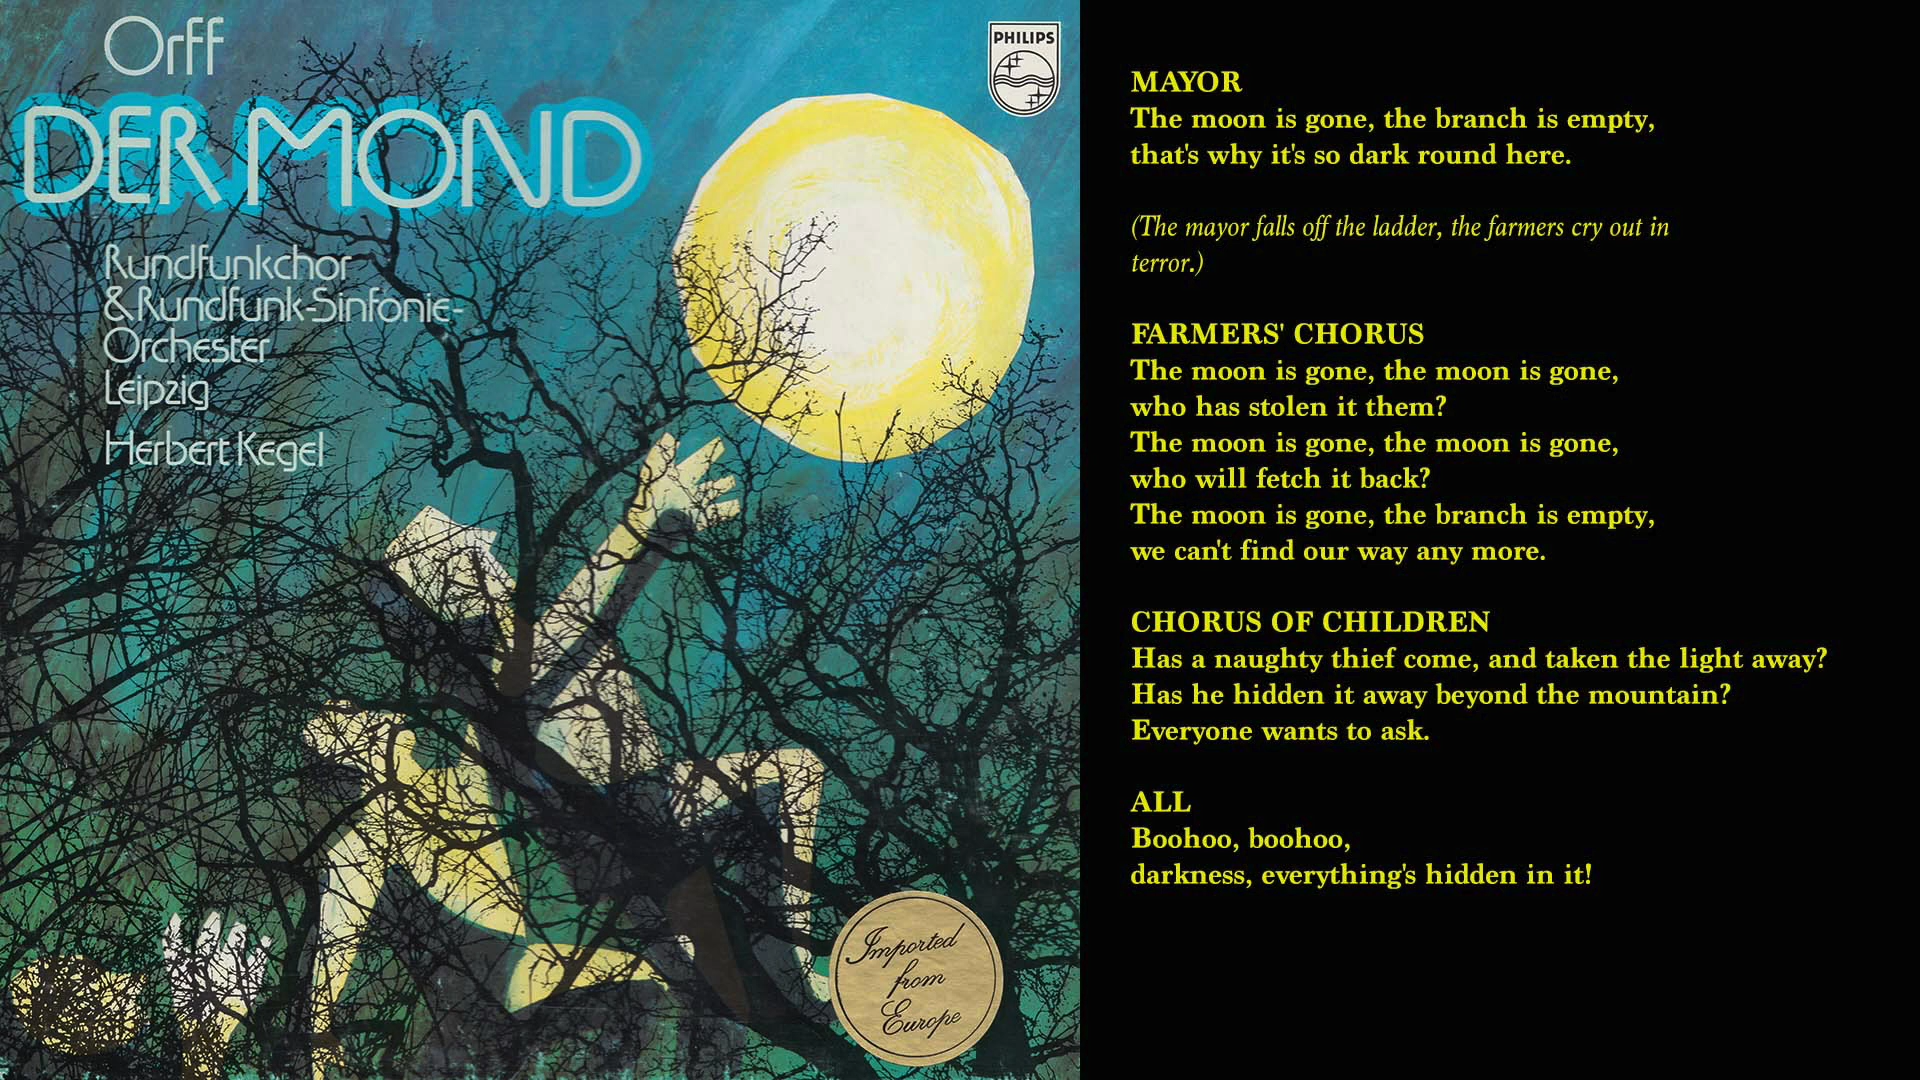 Orff
DER MOND
Rundfunkchor
& Rundfunk-Sinfonie-
Orchester
Leipzig
Herbert Kegel
PHILIPS
Imported
from
Europe
MAYOR
The moon is gone, the branch is empty,
that's why it's so dark round here.
(The mayor falls off the ladder, the farmers cry out in
terror.)
FARMERS' CHORUS
The moon is gone, the moon is gone,
who has stolen it them?
The moon is gone, the moon is gone,
who will fetch it back?
The moon is gone, the branch is empty,
we can't find our way any more.
CHORUS OF CHILDREN
Has a naughty thief come, and taken the light away?
Has he hidden it away beyond the mountain?
Everyone wants to ask.
ALL
Boohoo, boohoo,
darkness, everything's hidden in it!